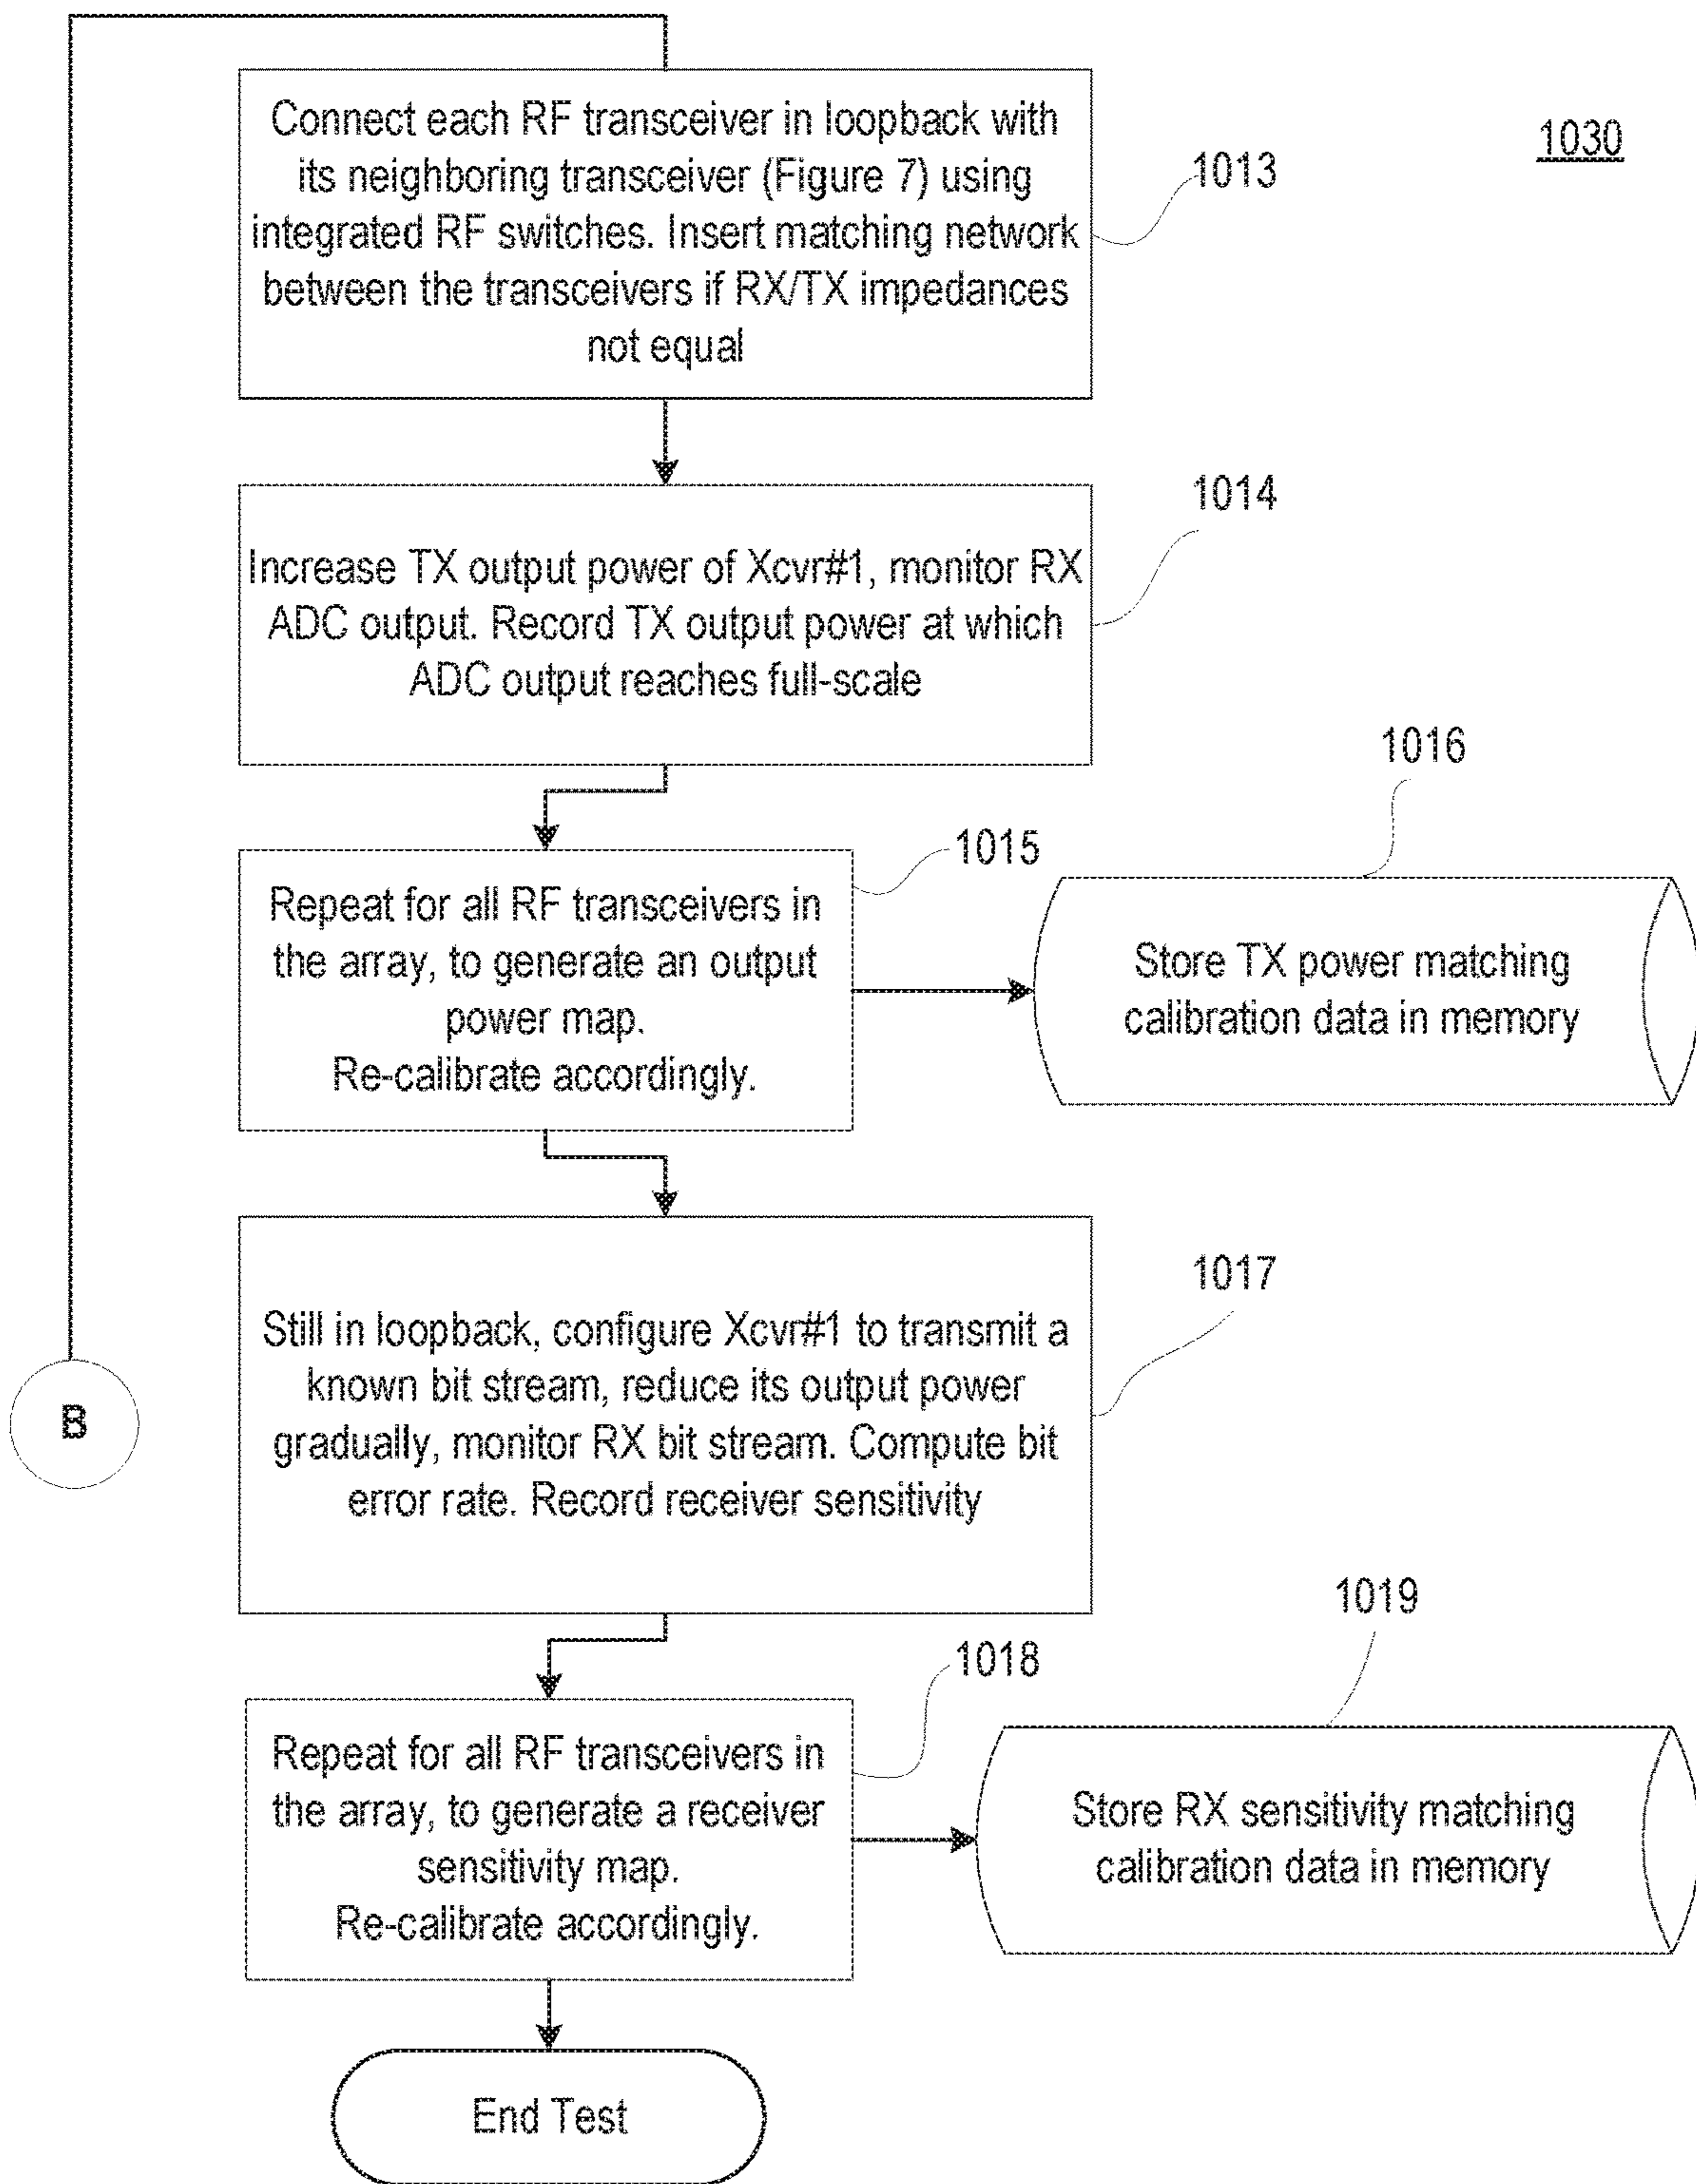 1030
Connect each RF transceiver in loopback with
its neighboring transceiver (Figure 7) using
integrated RF switches. Insert matching network
between the transceivers if RX/TX impedances
not equal
1013
Increase TX output power of Xcvr#1, monitor RX
ADC output. Record TX output power at which
ADC output reaches full-scale
1014
Repeat for all RF transceivers in
the array, to generate an output
power map.
Re-calibrate accordingly.
1015
1016
Store TX power matching
calibration data in memory
B
Still in loopback, configure Xcvr#1 to transmit a
known bit stream, reduce its output power
gradually, monitor RX bit stream. Compute bit
error rate. Record receiver sensitivity
1017
Repeat for all RF transceivers in
the array, to generate a receiver
sensitivity map.
Re-calibrate accordingly.
1018
1019
Store RX sensitivity matching
calibration data in memory
End Test